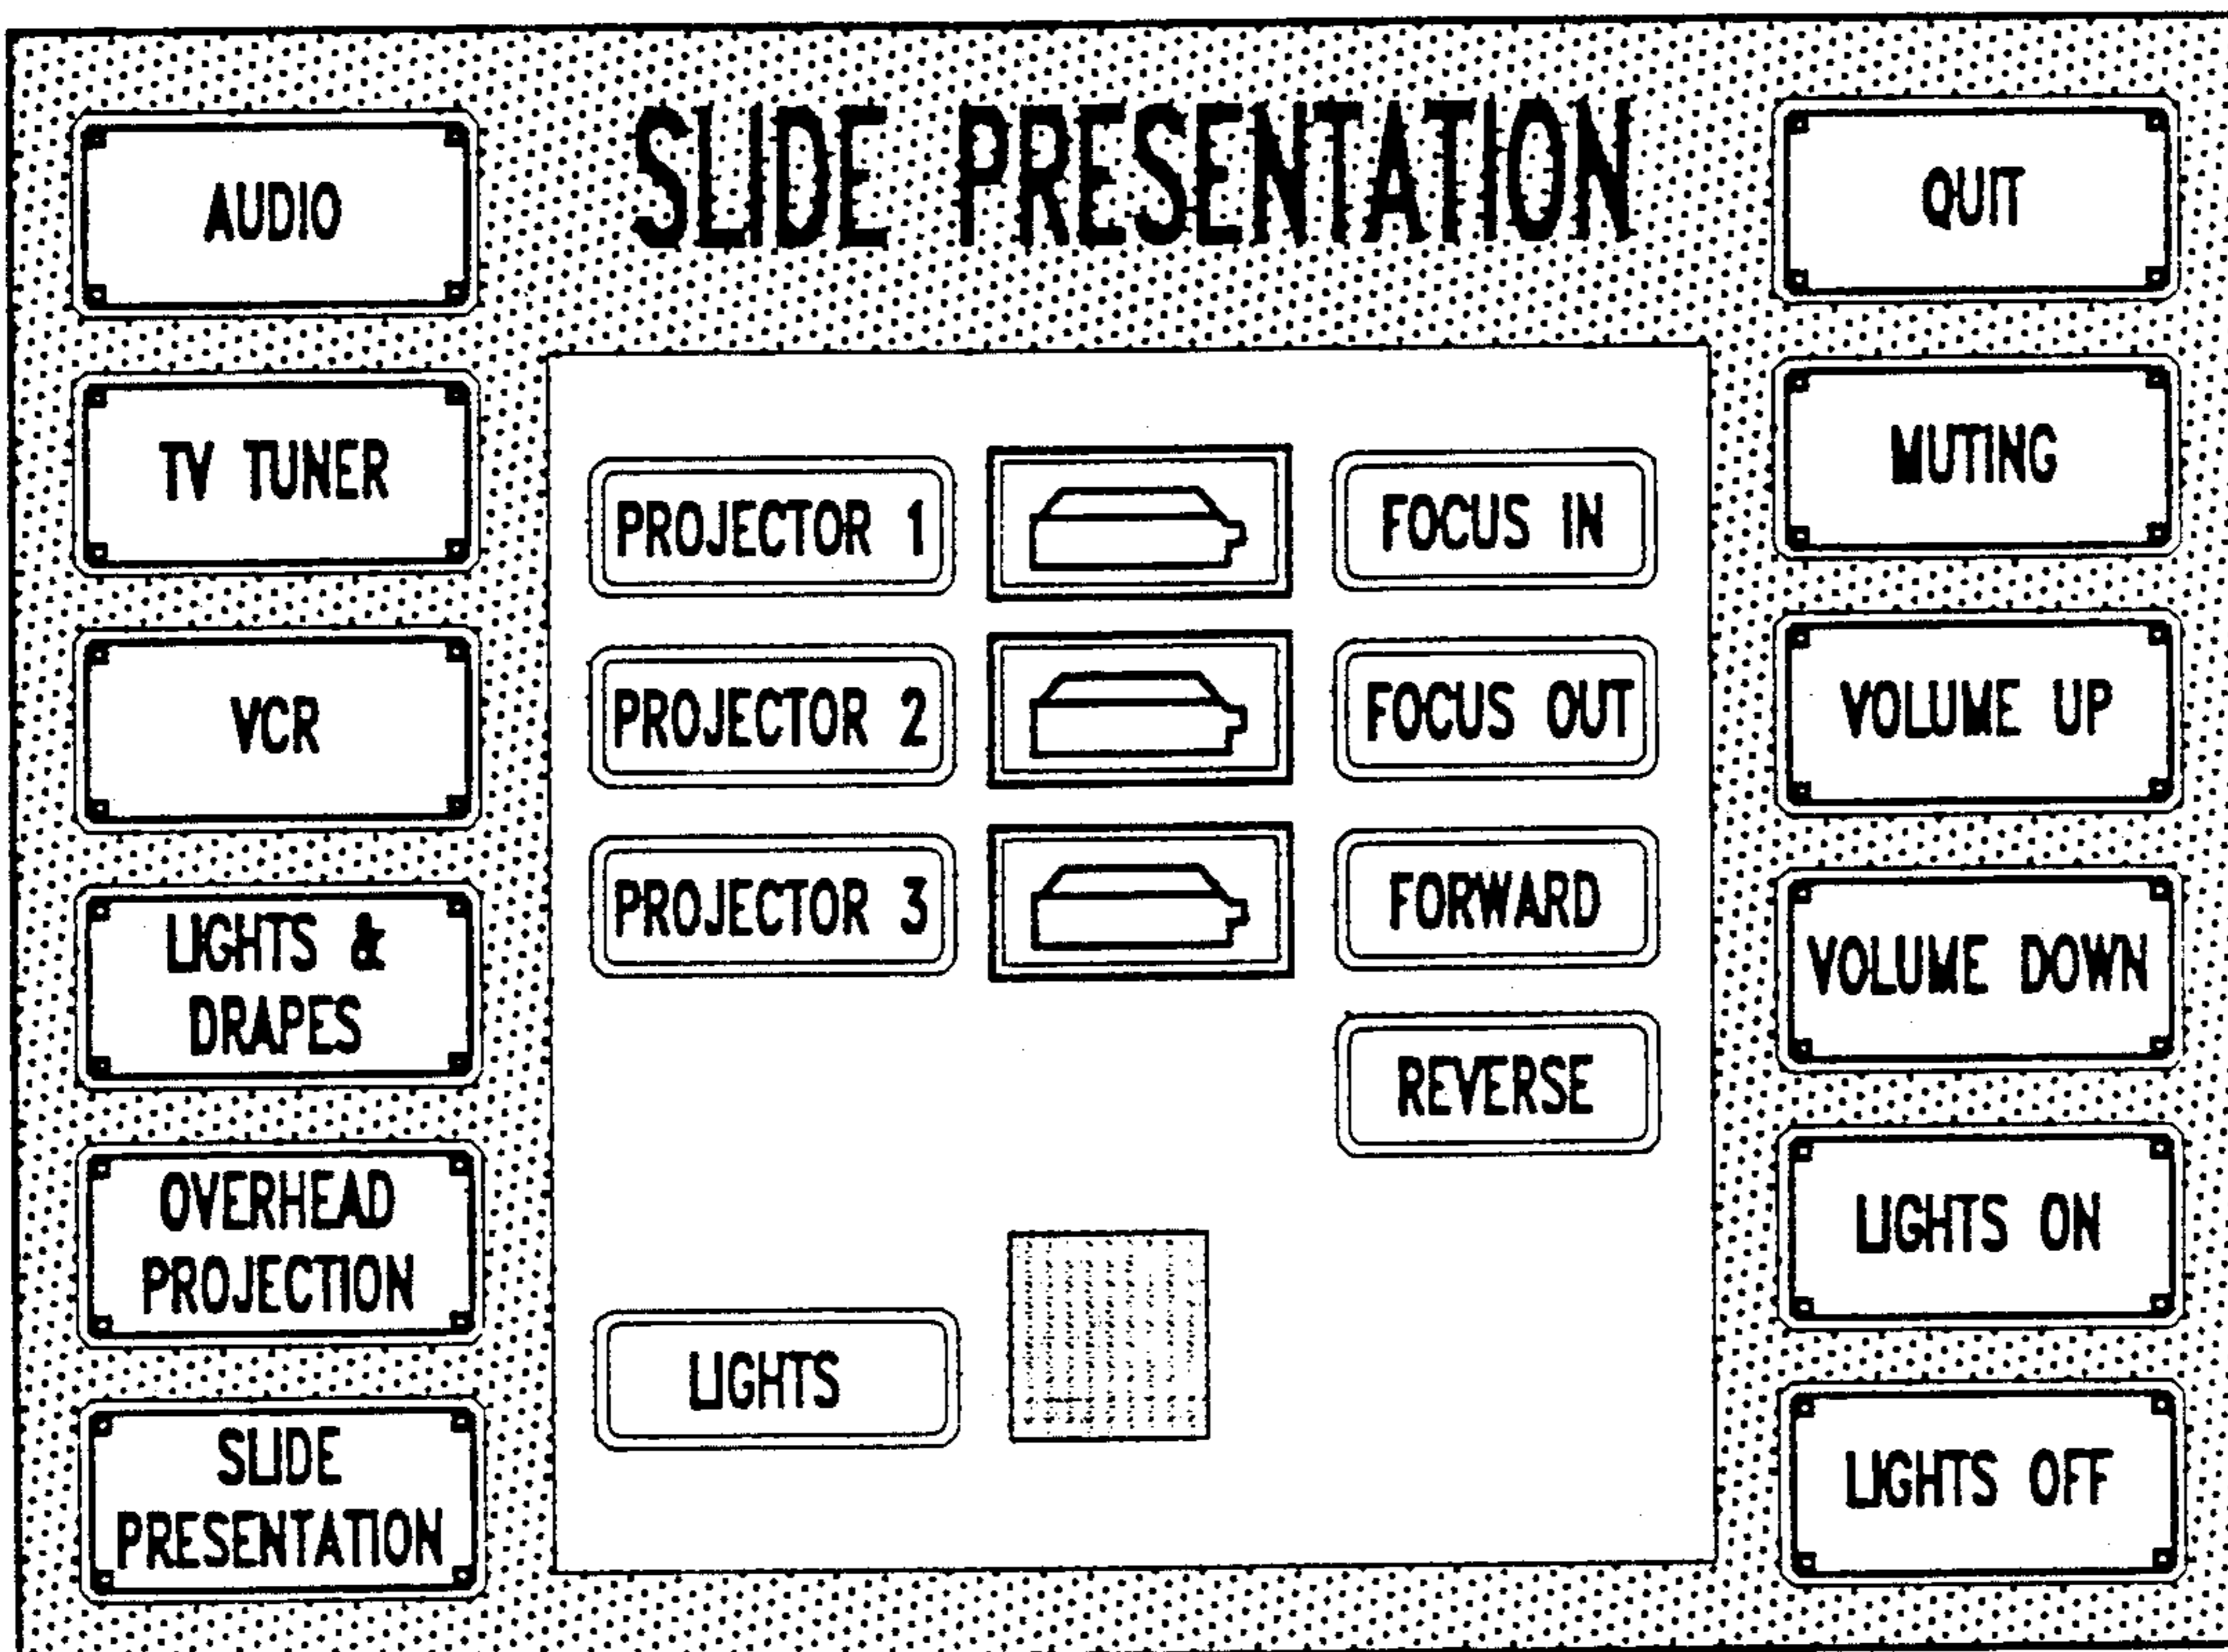 SLIDE PRESENTATION
AUDIO
TV TUNER
VCR
LIGHTS &
DRAPES
OVERHEAD
PROJECTION
SLIDE
PRESENTATION
PROJECTOR 1
FOCUS IN
PROJECTOR 2
FOCUS OUT
PROJECTOR 3
FORWARD
REVERSE
LIGHTS
QUIT
MUTING
VOLUME UP
VOLUME DOWN
LIGHTS ON
LIGHTS OFF